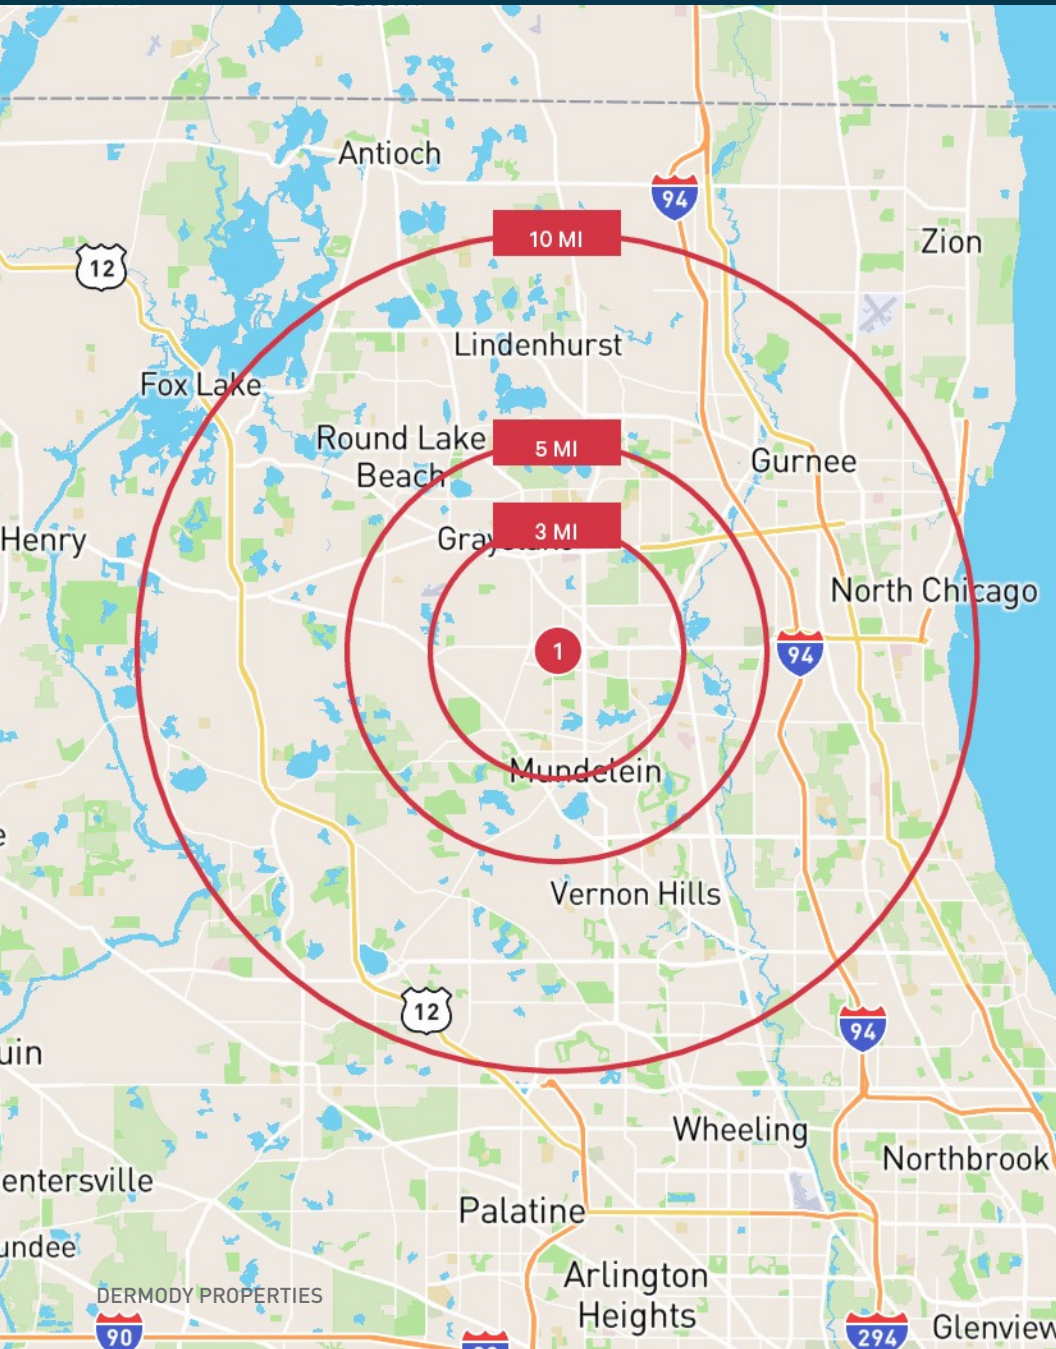 Antioch
94
10 MI
Zion
12
Lindenhurst
Fox Lake
Round Lake
Beach
5 MI
Gurnee
3 MI
Henry
North Chicago
1
94
Mundelein
Vernon Hills
12
94
uin
Wheeling
Northbrook
entersville
Palatine
undee
Arlington
Heights
DERMODY PROPERTIES
90
294
Glenview